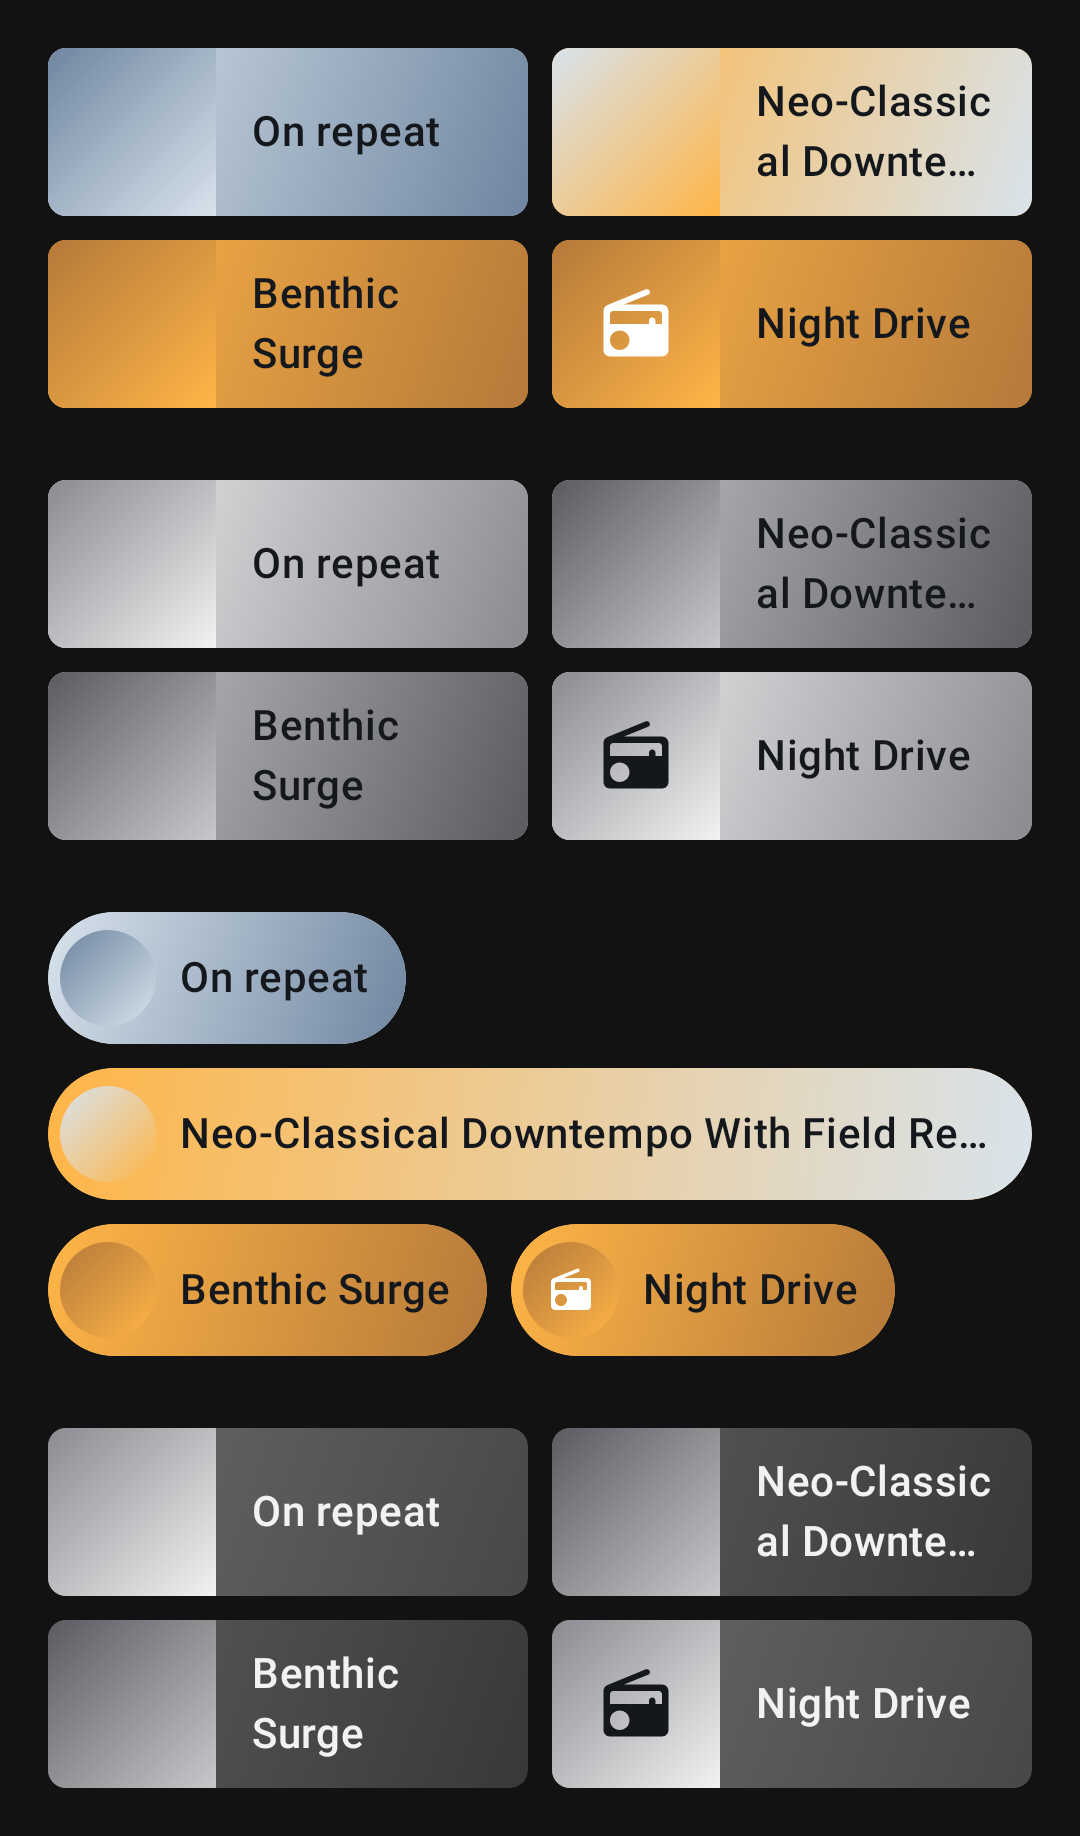 On repeat
Neo-Classic
al Downte…
Benthic
Surge
Night Drive
On repeat
Neo-Classic
al Downte…
Benthic
Surge
Night Drive
On repeat
Neo-Classical Downtempo With Field Re…
Benthic Surge
Night Drive
On repeat
Neo-Classic
al Downte…
Benthic
Surge
Night Drive